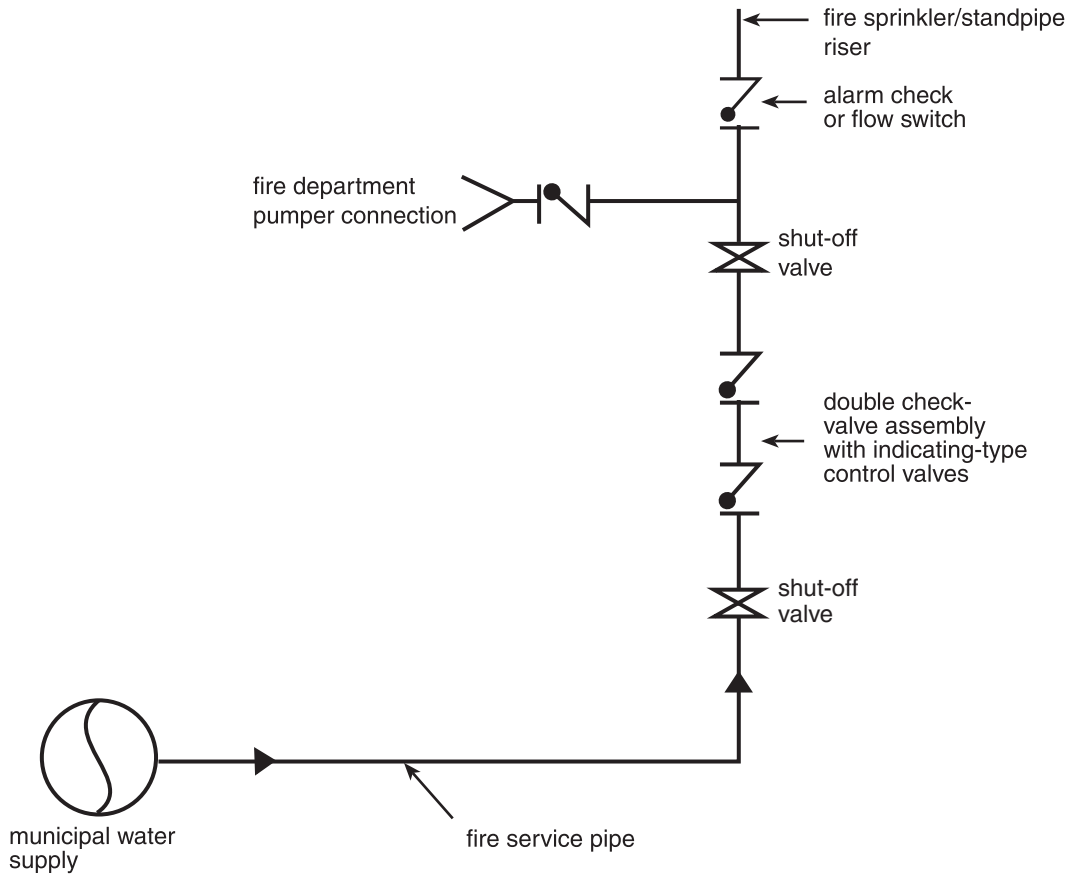 fire sprinkler/standpipe
riser
alarm check
or flow switch
fire department
pumper connection
shut-off
valve
double check-
valve assembly
with indicating-type
control valves
shut-off
valve
municipal water
supply
fire service pipe